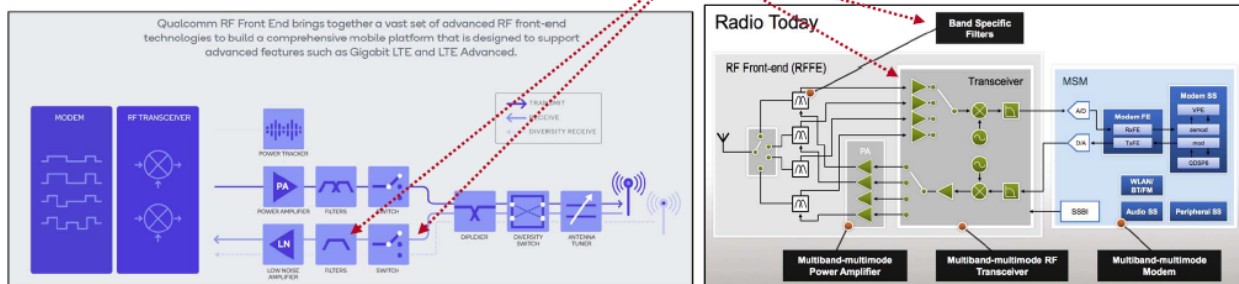 Qualcomm RF Front End brings together a vast set of advanced RF front-end
technologies to build a comprehensive mobile platform that is designed to support
advanced features such as Gigabit LTE and LTE Advanced.
TRANSMIT
RECEIVE
DIVERSITY RECEIVE
MODEM
RF TRANSCEIVER
POWER TRACKER
PA
POWER AMPLIFIER
FILTERS
SWITCH
DIPLEXER
DIVERSITY
SWITCH
ANTENNA
TUNER
LN
LOW NOISE
AMPLIFIER
FILTERS
SWITCH
Radio Today
Band Specific
Filters
RF Front-end (RFFE)
Transceiver
MSM
Modem SS
VPE
demod
mod
QDSP6
Modem FE
RxFE
TxFE
A/D
D/A
PA
WLAN/
BT/FM
SSBI
Audio SS
Peripheral SS
Multiband-multimode
Power Amplifier
Multiband-multimode RF
Transceiver
Multiband-multimode
Modem